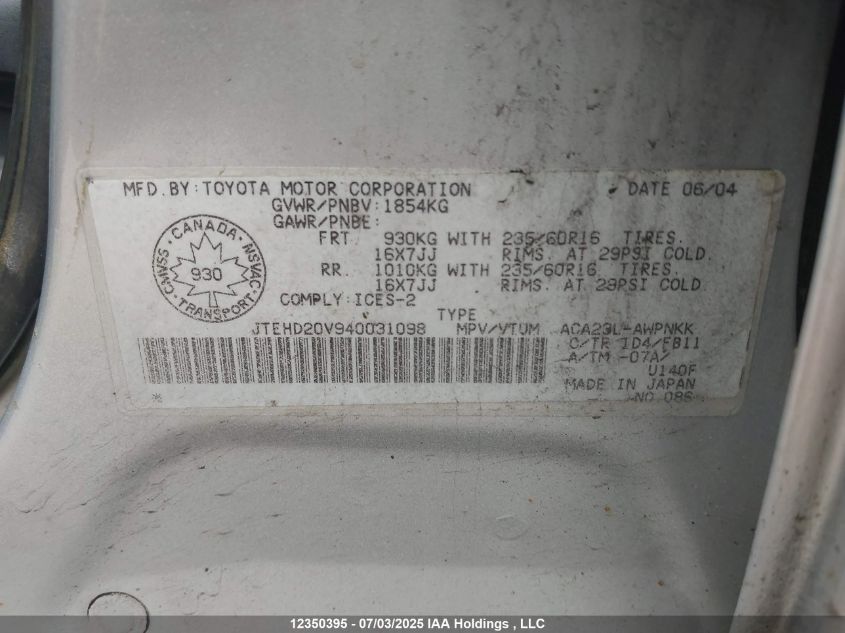 MFD.BY:TOYOTA MOTOR CORPORATION DATE 06/04
GVWR/PNBV:1854KG
GAWR/PNBE:
FRT. 930KG WITH 235/60R16 TIRES.
16X7JJ RIMS. AT 29PSI COLD.
RR. 1010KG WITH 235/60R16 TIRES.
16X7JJ RIMS. AT 29PSI COLD.
COMPLY:ICES-2
CANADA
CMVSS NSVAC
930
TRANSPORT
TYPE
JTEHD20V940031098 MPV/VTUM ACA23L-AWPNKK
C/TR 1D4/FB11
A/TM -07A/
U140F
MADE IN JAPAN
* NO.086
12350395 - 07/03/2025 IAA Holdings , LLC